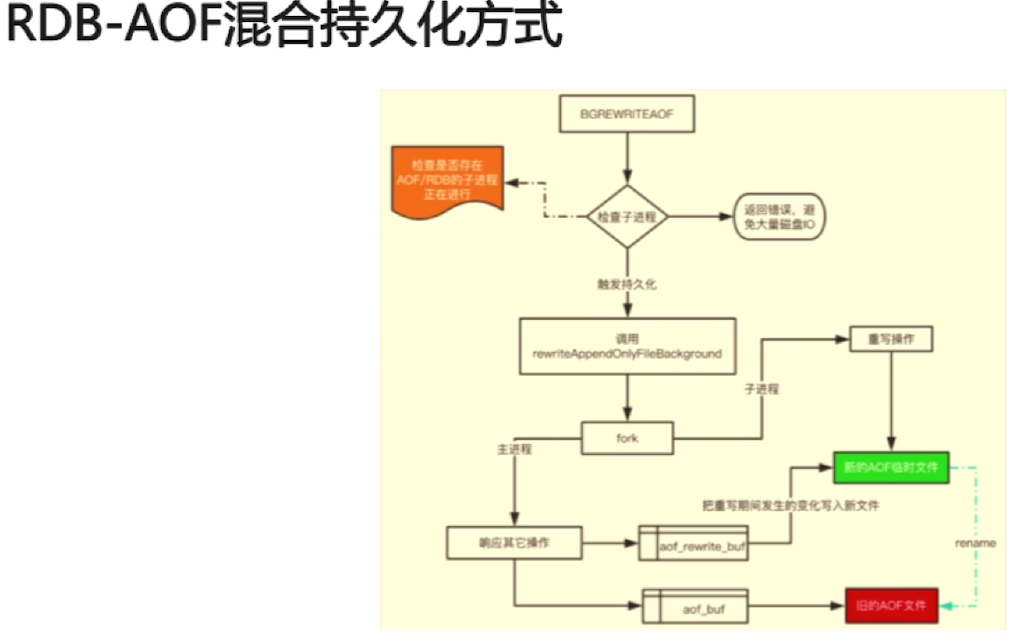 RDB-AOF混合持久化方式
BGREWRITEAOF
检查是否存在
AOF/RDB的子进程
正在进行
检查子进程
返回错误、避
免大量磁盘IO
触发持久化
调用
rewriteAppendOnlyFileBackground
重写操作
子进程
fork
主进程
新的AOF临时文件
把重写期间发生的变化写入新文件
响应其它操作
aof_rewrite_buf
rename
aof_buf
旧的AOF文件